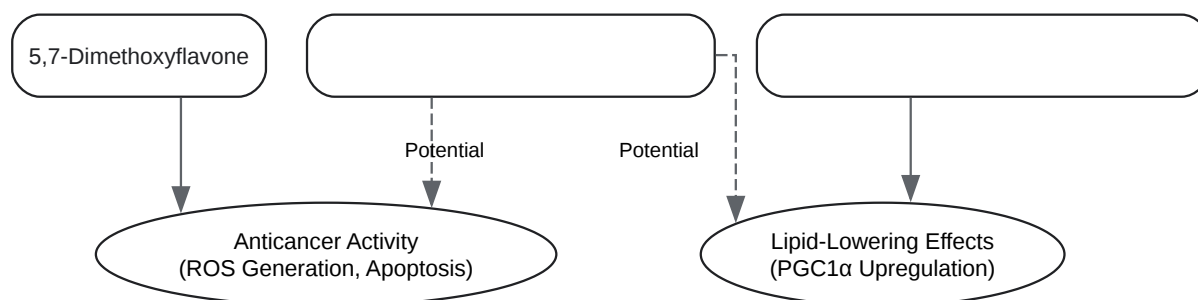 5,7-Dimethoxyflavone
Potential
Potential
Anticancer Activity
(ROS Generation, Apoptosis)
Lipid-Lowering Effects
(PGC1α Upregulation)